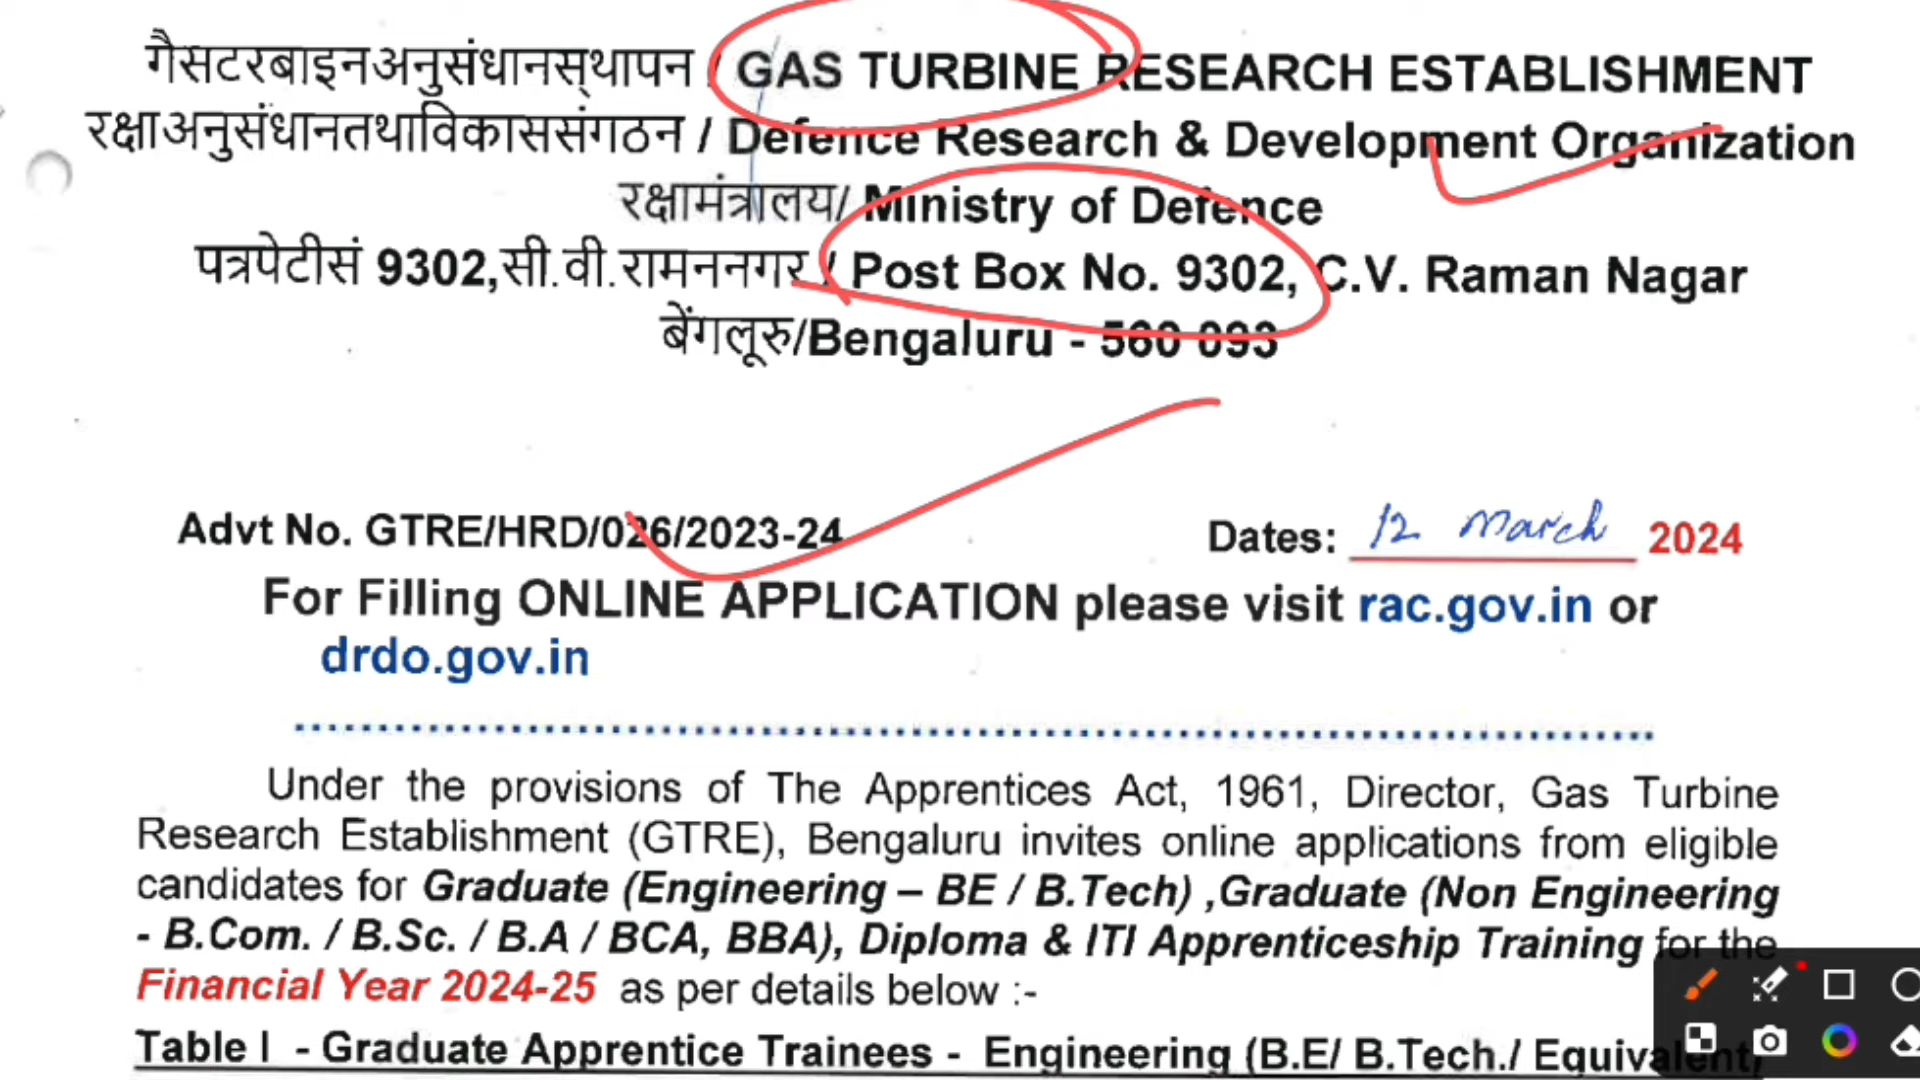 गैसटरबाइनअनुसंधानस्थापन / GAS TURBINE RESEARCH ESTABLISHMENT
रक्षाअनुसंधानतथाविकाससंगठन / Defence Research & Development Organization
रक्षामंत्रालय/ Ministry of Defence
पत्रपेटीसं 9302,सी.वी.रामननगर / Post Box No. 9302, C.V. Raman Nagar
बेंगलूरु/Bengaluru - 560 093
Advt No. GTRE/HRD/026/2023-24 Dates: 12 March 2024
For Filling ONLINE APPLICATION please visit rac.gov.in or
drdo.gov.in
Under the provisions of The Apprentices Act, 1961, Director, Gas Turbine
Research Establishment (GTRE), Bengaluru invites online applications from eligible
candidates for Graduate (Engineering – BE / B.Tech) ,Graduate (Non Engineering
- B.Com. / B.Sc. / B.A / BCA, BBA), Diploma & ITI Apprenticeship Training for the
Financial Year 2024-25 as per details below :-
Table I - Graduate Apprentice Trainees - Engineering (B.E/ B.Tech./ Equivalent)